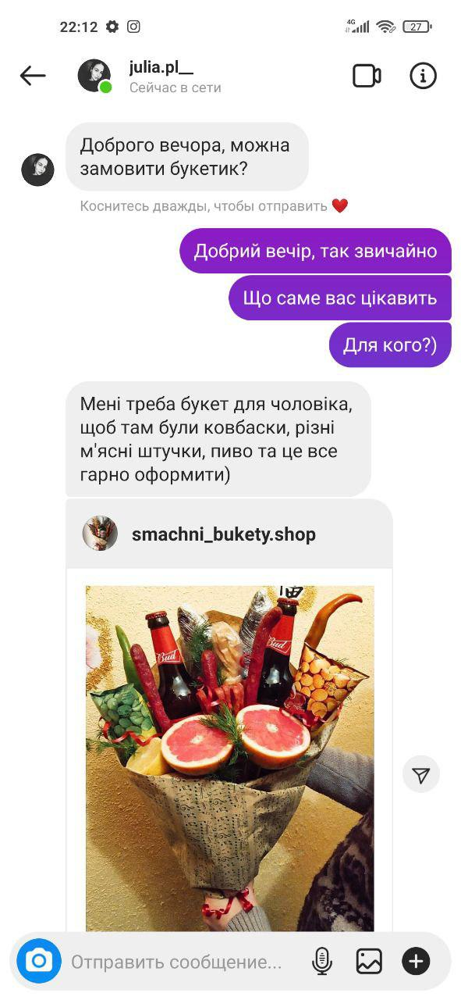 22:12
4G
27
julia.pl__
Сейчас в сети
Доброго вечора, можна
замовити букетик?
Коснитесь дважды, чтобы отправить ❤️
Добрий вечір, так звичайно
Що саме вас цікавить
Для кого?)
Мені треба букет для чоловіка,
щоб там були ковбаски, різні
м'ясні штучки, пиво та це все
гарно оформити)
smachni_bukety.shop
Bud
Bud
Отправить сообщение...